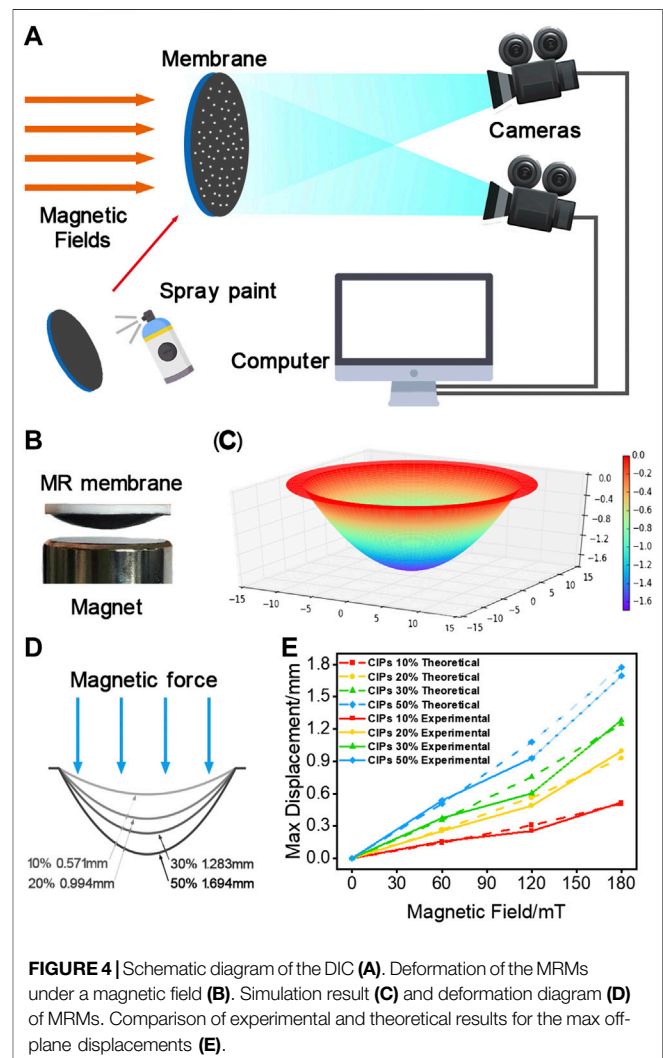 A
Membrane
Cameras
Magnetic
Fields
Spray paint
Computer
B
MR membrane
Magnet
(C)
0.0
−0.4
−0.8
−1.2
−1.6
−15
−10
−5
0
5
10
15
−15
−10
−5
0
5
10
15
0.0
−0.2
−0.4
−0.6
−0.8
−1.0
−1.2
−1.4
−1.6
D
Magnetic force
10% 0.571mm
20% 0.994mm
30% 1.283mm
50% 1.694mm
E
Max Displacement/mm
1.8
1.5
1.2
0.9
0.6
0.3
0.0
CIPs 10% Theoretical
CIPs 20% Theoretical
CIPs 30% Theoretical
CIPs 50% Theoretical
CIPs 10% Experimental
CIPs 20% Experimental
CIPs 30% Experimental
CIPs 50% Experimental
0 30 60 90 120 150 180
Magnetic Field/mT
FIGURE 4 | Schematic diagram of the DIC (A). Deformation of the MRMs
under a magnetic field (B). Simulation result (C) and deformation diagram (D)
of MRMs. Comparison of experimental and theoretical results for the max off-
plane displacements (E).